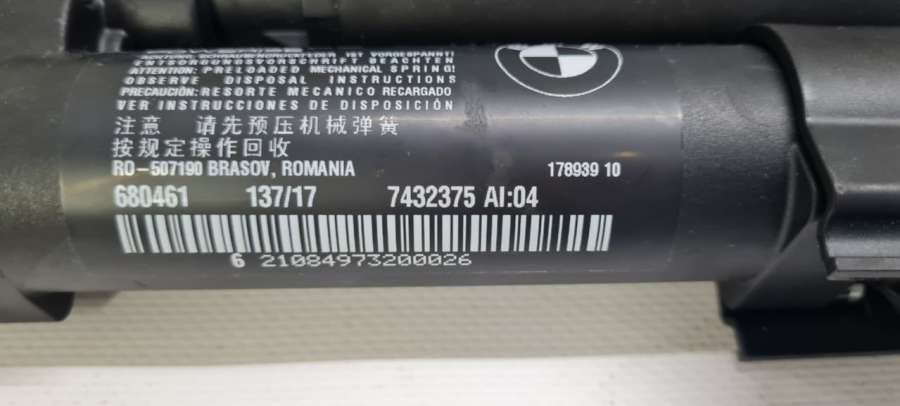 IST VORGESPANNT!
ENTSORGUNGSVORSCHRIFT BEACHTEN
ATTENTION: PRELOADED MECHANICAL SPRING!
OBSERVE DISPOSAL INSTRUCTIONS
PRECAUCIÓN: RESORTE MECANICO RECARGADO
VER INSTRUCCIONES DE DISPOSICIÓN
注意 请先预压机械弹簧
按规定操作回收
RO-507190 BRASOV, ROMANIA 178939 10
680461 137/17 7432375 AI:04
6 21084973200026